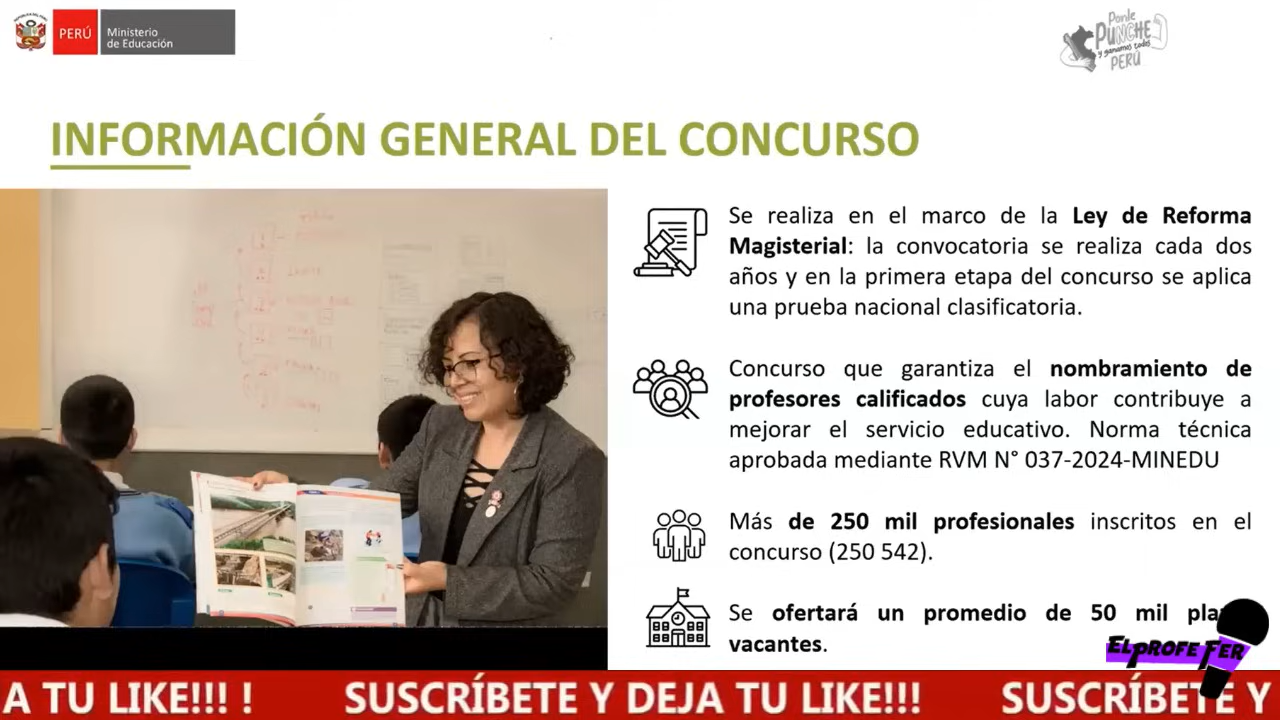 PERÚ
Ministerio
de Educación
Ponle
PUNCHE
y ganamos todos
PERÚ
INFORMACIÓN GENERAL DEL CONCURSO
Se realiza en el marco de la Ley de Reforma
Magisterial: la convocatoria se realiza cada dos
años y en la primera etapa del concurso se aplica
una prueba nacional clasificatoria.
Concurso que garantiza el nombramiento de
profesores calificados cuya labor contribuye a
mejorar el servicio educativo. Norma técnica
aprobada mediante RVM N° 037-2024-MINEDU
Más de 250 mil profesionales inscritos en el
concurso (250 542).
Se ofertará un promedio de 50 mil
vacantes.
EL PROFE FER
A TU LIKE!!! ! SUSCRÍBETE Y DEJA TU LIKE!!! SUSCRÍBETE Y